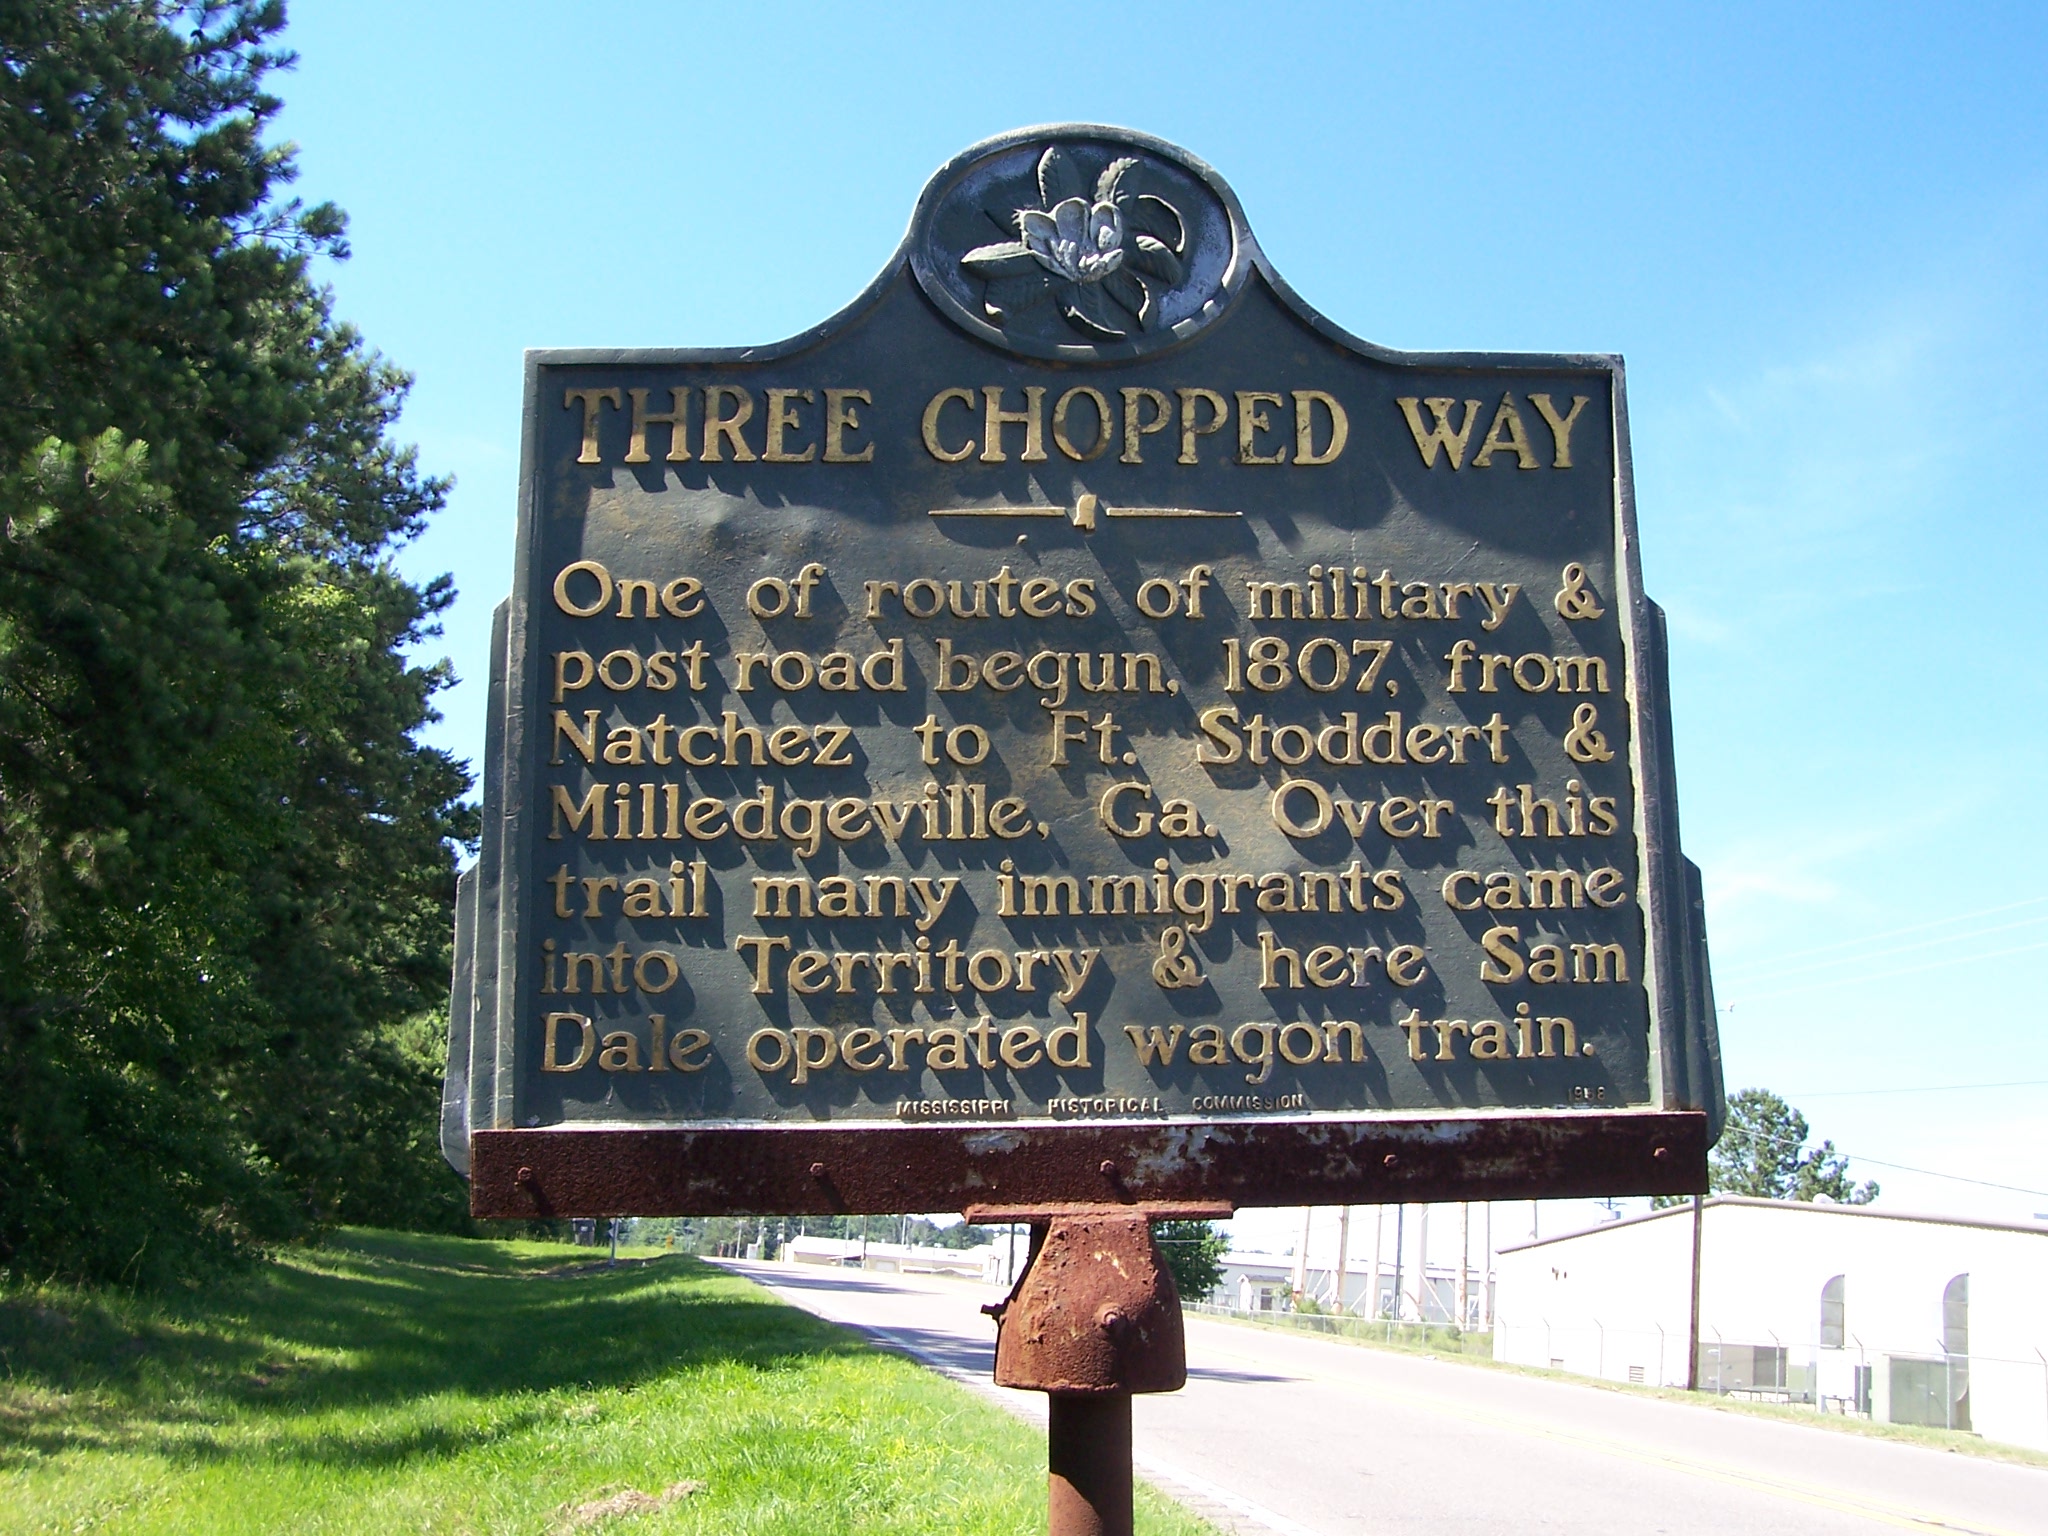 THREE CHOPPED WAY
One of routes of military &
post road begun, 1807, from
Natchez to Ft. Stoddert &
Milledgeville, Ga. Over this
trail many immigrants came
into Territory & here Sam
Dale operated wagon train.
MISSISSIPPI HISTORICAL COMMISSION 1958